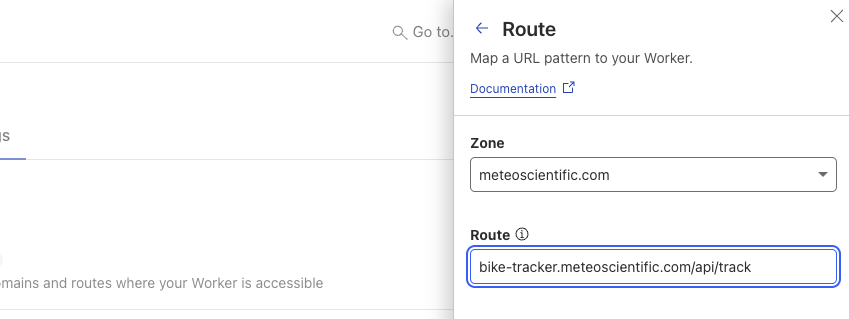 Go to.
← Route
Map a URL pattern to your Worker.
Documentation
gs
Zone
meteoscientific.com
Route
bike-tracker.meteoscientific.com/api/track
mains and routes where your Worker is accessible